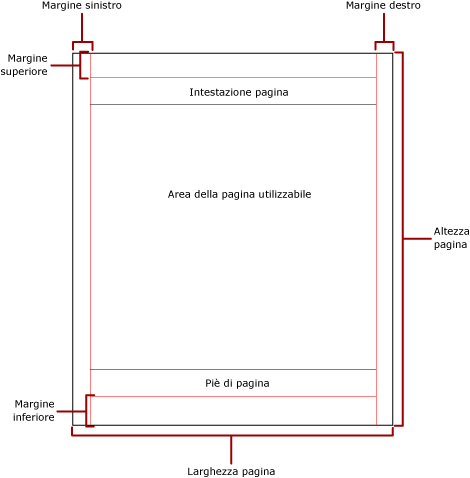 Margine sinistro
Margine destro
Margine
superiore
Intestazione pagina
Area della pagina utilizzabile
Altezza
pagina
Piè di pagina
Margine
inferiore
Larghezza pagina